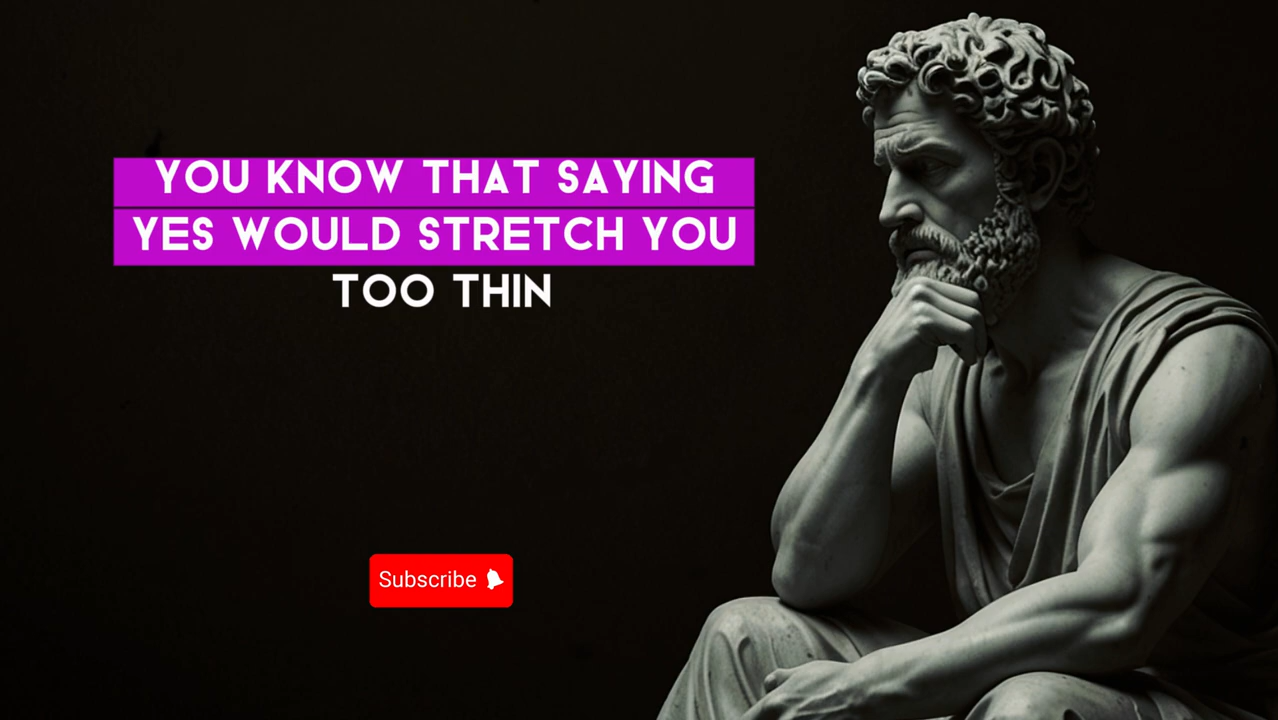 YOU KNOW THAT SAYING
YES WOULD STRETCH YOU
TOO THIN
Subscribe